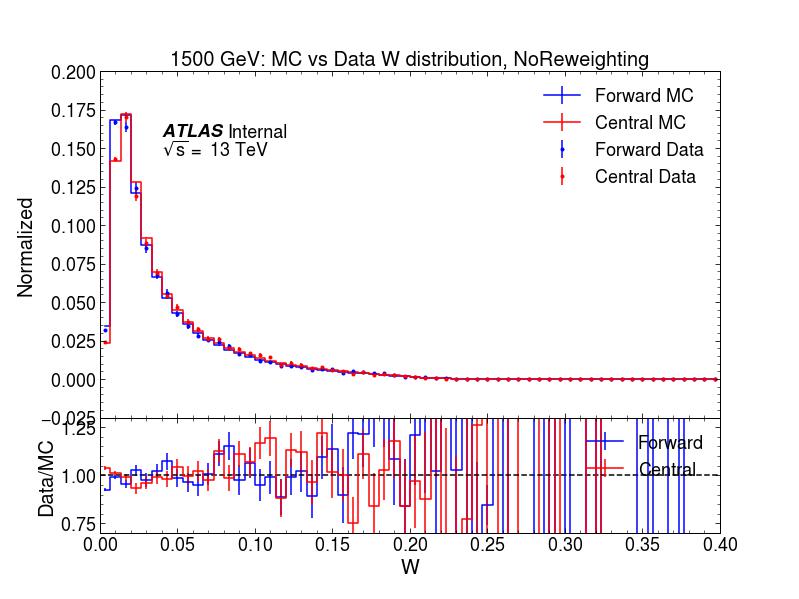 1500 GeV: MC vs Data W distribution, NoReweighting
0.200
0.175
0.150
0.125
0.100
0.075
0.050
0.025
0.000
−0.025
Normalized
ATLAS Internal
√s = 13 TeV
Forward MC
Central MC
Forward Data
Central Data
1.25
1.00
0.75
Data/MC
Forward
Central
0.00 0.05 0.10 0.15 0.20 0.25 0.30 0.35 0.40
W